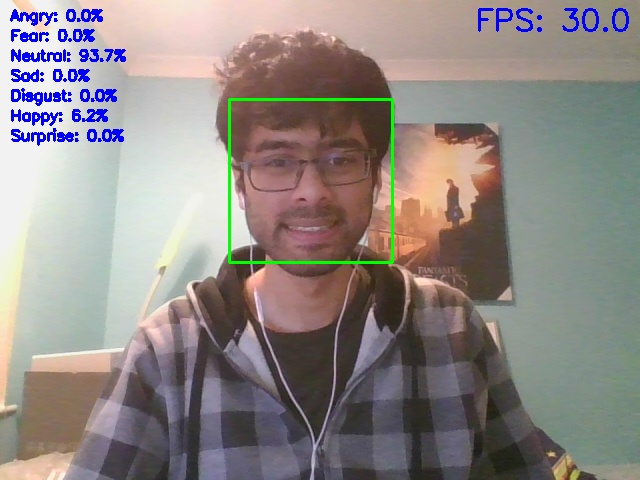 Angry: 0.0%
Fear: 0.0%
Neutral: 93.7%
Sad: 0.0%
Disgust: 0.0%
Happy: 6.2%
Surprise: 0.0%
FPS: 30.0
FANTASTIC